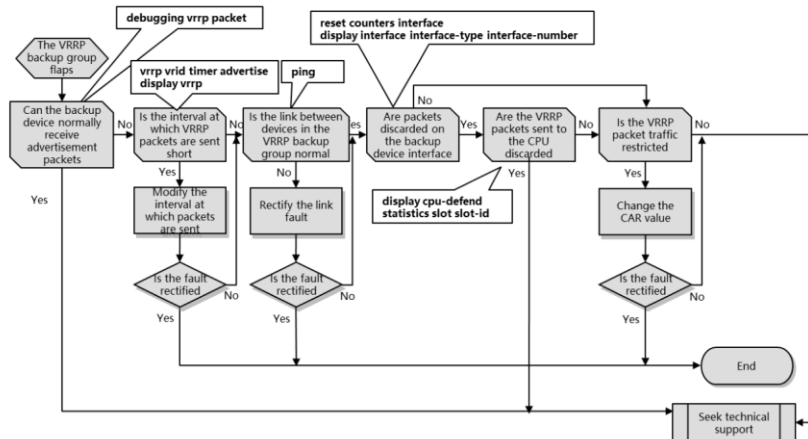 debugging vrrp packet
reset counters interface
display interface interface-type interface-number
The VRRP
backup group
flaps
vrrp vrid timer advertise
display vrrp
ping
Can the backup
device normally
receive
advertisement
packets
No
Is the interval at
which VRRP
packets are sent
short
No
Is the link between
devices in the
VRRP backup
group normal
Yes
Are packets
discarded on
the backup
device interface
No
Yes
Are the VRRP
packets sent to
the CPU
discarded
No
Is the VRRP
packet traffic
restricted
No
Yes
Yes
Modify the
interval at
which packets
are sent
No
Rectify the link
fault
display cpu-defend
statistics slot slot-id
Yes
Yes
Change the
CAR value
Is the fault
rectified
No
Yes
Is the fault
rectified
No
Yes
Is the fault
rectified
No
Yes
End
Seek technical
support